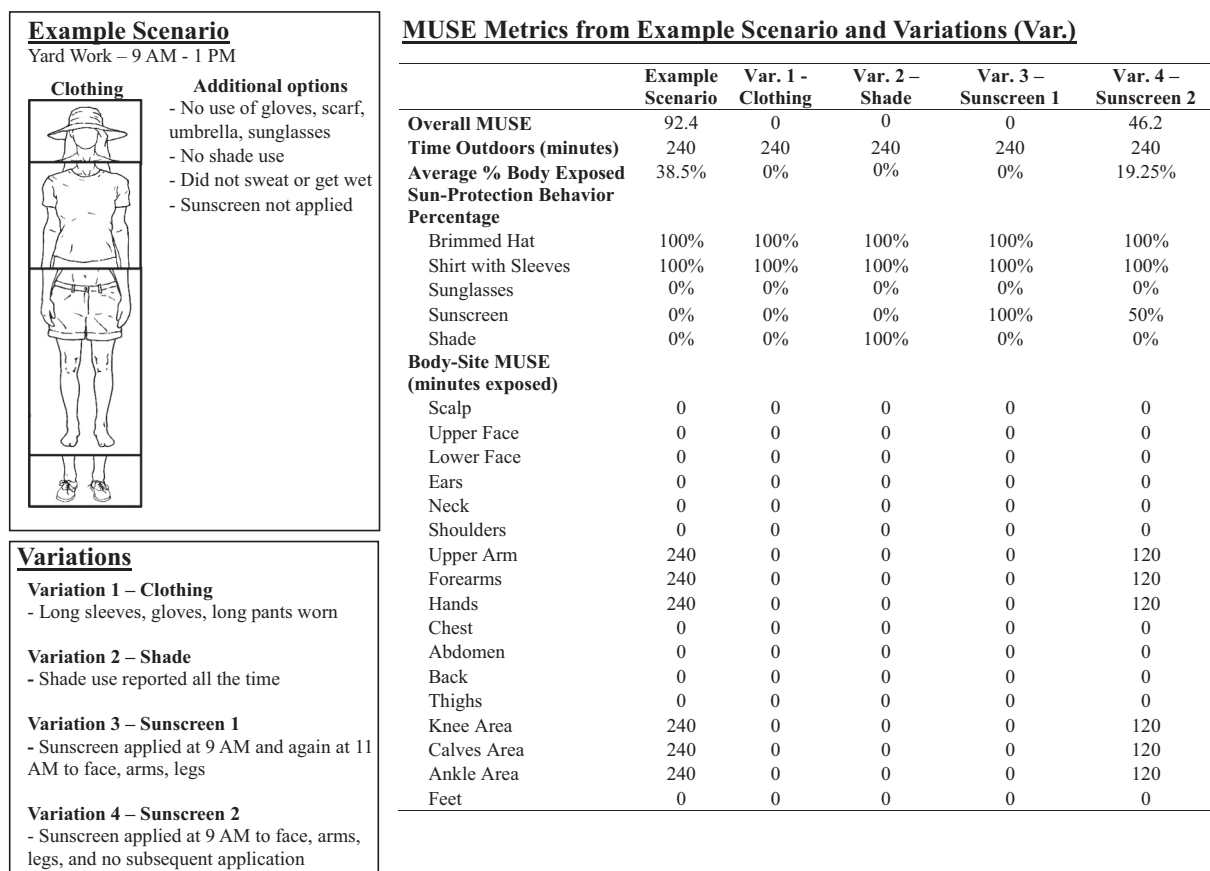 Example Scenario
Yard Work – 9 AM - 1 PM
Clothing
Additional options
- No use of gloves, scarf,
umbrella, sunglasses
- No shade use
- Did not sweat or get wet
- Sunscreen not applied
Variations
Variation 1 – Clothing
- Long sleeves, gloves, long pants worn
Variation 2 – Shade
- Shade use reported all the time
Variation 3 – Sunscreen 1
- Sunscreen applied at 9 AM and again at 11
AM to face, arms, legs
Variation 4 – Sunscreen 2
- Sunscreen applied at 9 AM to face, arms,
legs, and no subsequent application
MUSE Metrics from Example Scenario and Variations (Var.)
Example Var. 1 - Var. 2 – Var. 3 – Var. 4 –
Scenario Clothing Shade Sunscreen 1 Sunscreen 2
Overall MUSE 92.4 0 0 0 46.2
Time Outdoors (minutes) 240 240 240 240 240
Average % Body Exposed 38.5% 0% 0% 0% 19.25%
Sun-Protection Behavior
Percentage
Brimmed Hat 100% 100% 100% 100% 100%
Shirt with Sleeves 100% 100% 100% 100% 100%
Sunglasses 0% 0% 0% 0% 0%
Sunscreen 0% 0% 0% 100% 50%
Shade 0% 0% 100% 0% 0%
Body-Site MUSE
(minutes exposed)
Scalp 0 0 0 0 0
Upper Face 0 0 0 0 0
Lower Face 0 0 0 0 0
Ears 0 0 0 0 0
Neck 0 0 0 0 0
Shoulders 0 0 0 0 0
Upper Arm 240 0 0 0 120
Forearms 240 0 0 0 120
Hands 240 0 0 0 120
Chest 0 0 0 0 0
Abdomen 0 0 0 0 0
Back 0 0 0 0 0
Thighs 0 0 0 0 0
Knee Area 240 0 0 0 120
Calves Area 240 0 0 0 120
Ankle Area 240 0 0 0 120
Feet 0 0 0 0 0